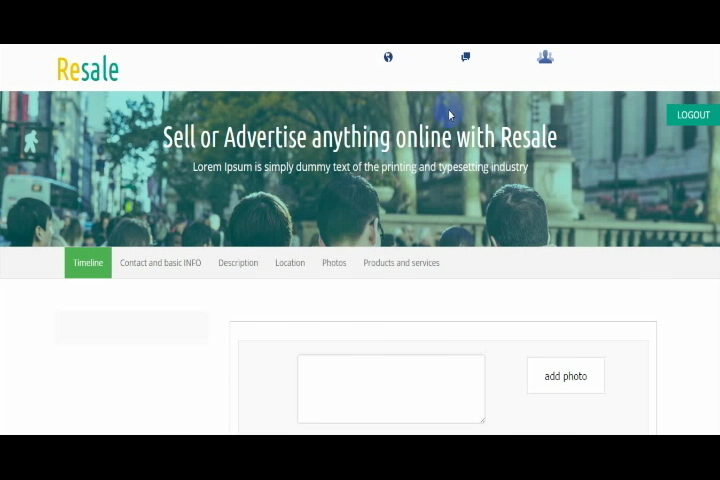 Resale
LOGOUT
Sell or Advertise anything online with Resale
Lorem Ipsum is simply dummy text of the printing and typesetting industry
Timeline Contact and basic INFO Description Location Photos Products and services
add photo